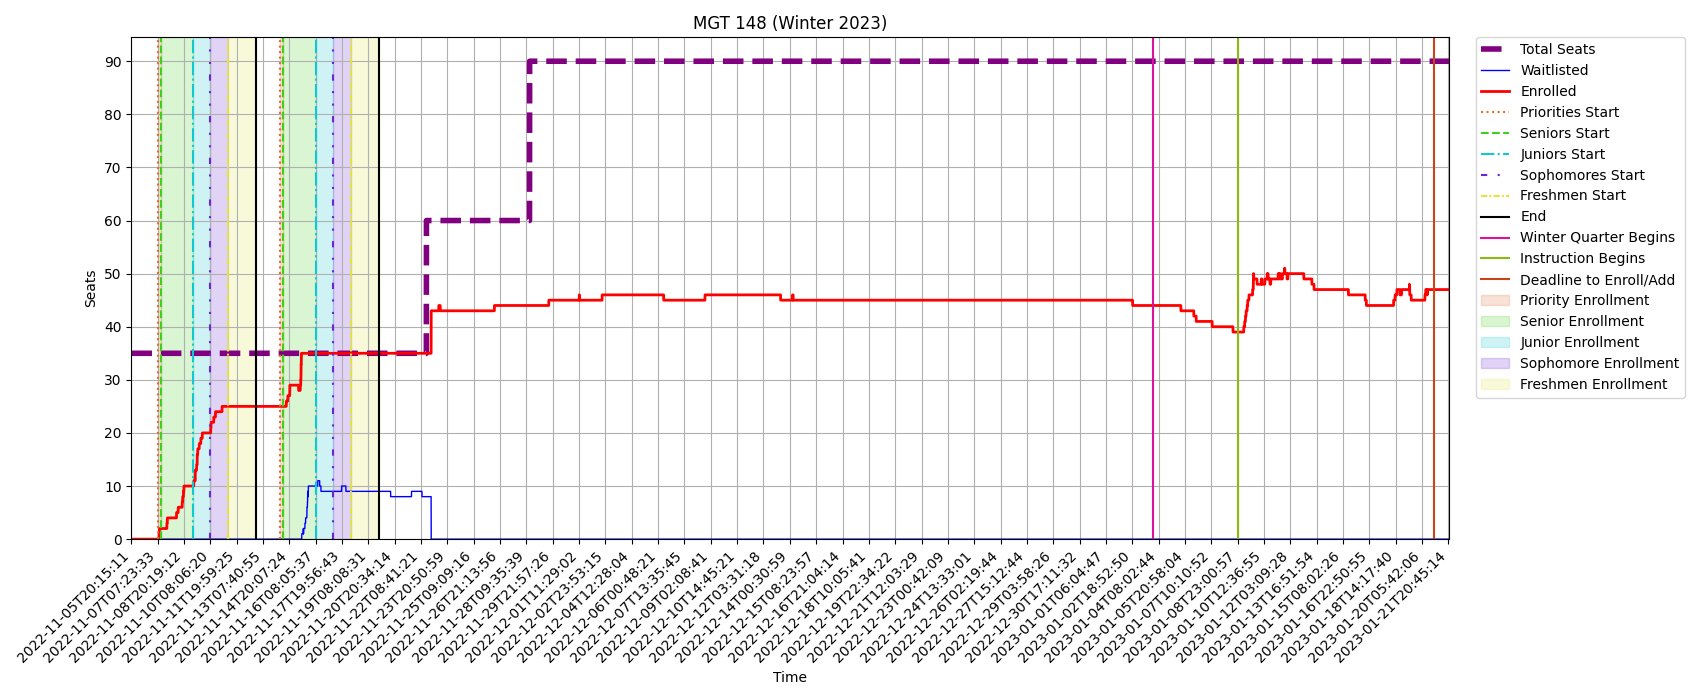 MGT 148 (Winter 2023)
Seats
90
80
70
60
50
40
30
20
10
0
2022-11-05T20:15:11
2022-11-07T07:23:33
2022-11-08T20:19:12
2022-11-10T08:06:20
2022-11-11T19:59:25
2022-11-13T07:40:55
2022-11-14T20:07:24
2022-11-16T08:05:37
2022-11-17T19:56:43
2022-11-19T08:08:31
2022-11-20T20:34:14
2022-11-22T08:41:21
2022-11-23T20:50:59
2022-11-25T09:09:16
2022-11-26T21:13:56
2022-11-28T09:35:39
2022-11-29T21:57:26
2022-12-01T11:29:02
2022-12-02T23:53:15
2022-12-04T12:28:04
2022-12-06T00:48:21
2022-12-07T13:35:45
2022-12-09T02:08:41
2022-12-10T14:45:21
2022-12-12T03:31:18
2022-12-14T00:30:59
2022-12-15T08:23:57
2022-12-16T21:04:14
2022-12-18T10:05:41
2022-12-19T22:34:22
2022-12-21T12:03:29
2022-12-23T00:42:09
2022-12-24T13:33:01
2022-12-26T02:19:44
2022-12-27T15:12:44
2022-12-29T03:58:26
2022-12-30T17:11:32
2023-01-01T06:04:47
2023-01-02T18:52:50
2023-01-04T08:02:44
2023-01-05T20:58:04
2023-01-07T10:10:52
2023-01-08T23:00:57
2023-01-10T12:36:55
2023-01-12T03:09:28
2023-01-13T16:51:54
2023-01-15T08:02:26
2023-01-16T22:50:55
2023-01-18T14:17:40
2023-01-20T05:42:06
2023-01-21T20:45:14
Time
Total Seats
Waitlisted
Enrolled
Priorities Start
Seniors Start
Juniors Start
Sophomores Start
Freshmen Start
End
Winter Quarter Begins
Instruction Begins
Deadline to Enroll/Add
Priority Enrollment
Senior Enrollment
Junior Enrollment
Sophomore Enrollment
Freshmen Enrollment